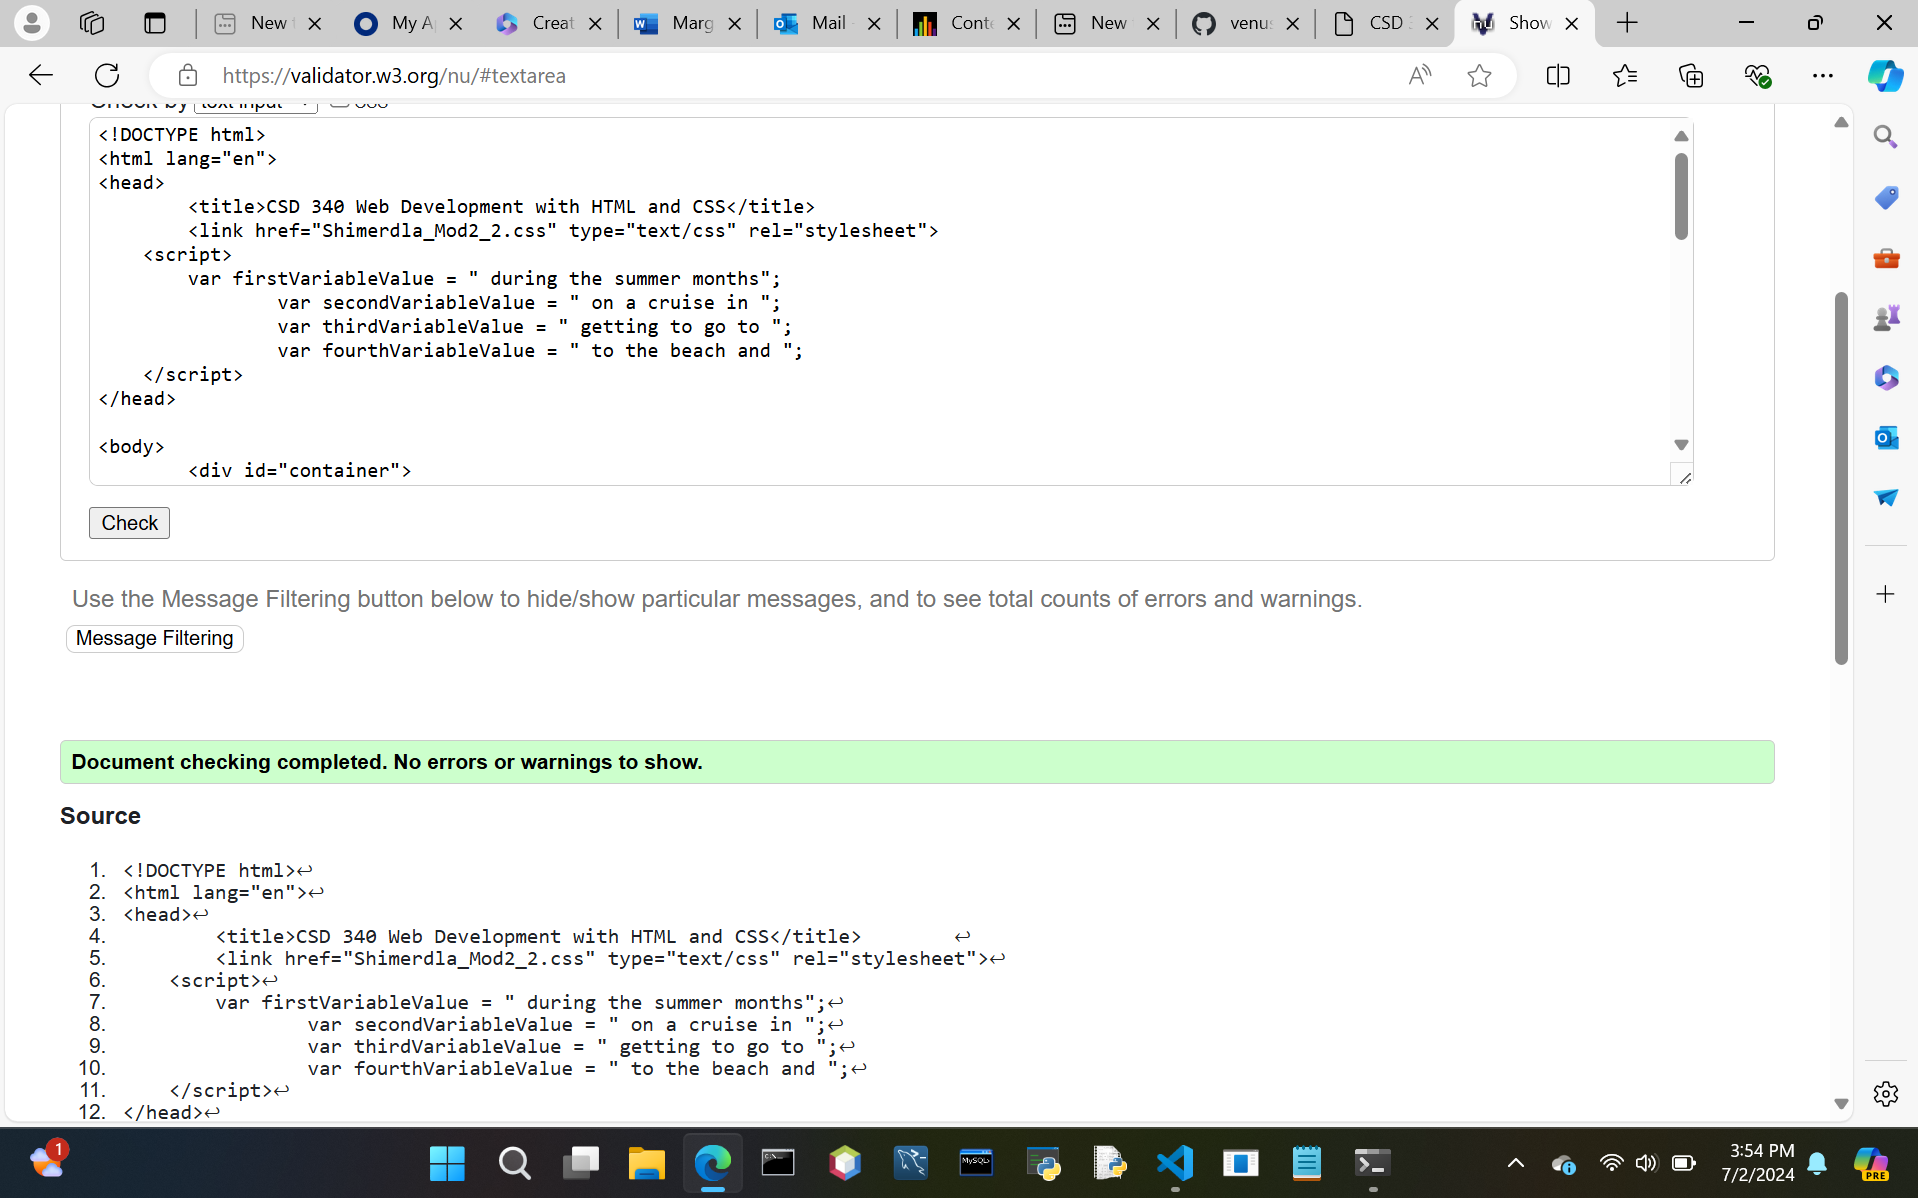 New
My A
Creat
Marg
Mail
Conte
New
venu
CSD
Show
https://validator.w3.org/nu/#textarea
Check by text input css
<!DOCTYPE html>
<html lang="en">
<head>
<title>CSD 340 Web Development with HTML and CSS</title>
<link href="Shimerdla_Mod2_2.css" type="text/css" rel="stylesheet">
<script>
var firstVariableValue = " during the summer months";
var secondVariableValue = " on a cruise in ";
var thirdVariableValue = " getting to go to ";
var fourthVariableValue = " to the beach and ";
</script>
</head>
<body>
<div id="container">
Check
Use the Message Filtering button below to hide/show particular messages, and to see total counts of errors and warnings.
Message Filtering
Document checking completed. No errors or warnings to show.
Source
1. <!DOCTYPE html>↩
2. <html lang="en">↩
3. <head>↩
4. <title>CSD 340 Web Development with HTML and CSS</title> ↩
5. <link href="Shimerdla_Mod2_2.css" type="text/css" rel="stylesheet">↩
6. <script>↩
7. var firstVariableValue = " during the summer months";↩
8. var secondVariableValue = " on a cruise in ";↩
9. var thirdVariableValue = " getting to go to ";↩
10. var fourthVariableValue = " to the beach and ";↩
11. </script>↩
12. </head>↩
1
MySQL
3:54 PM
7/2/2024
PRE